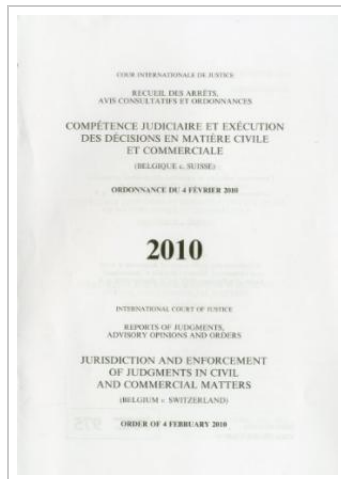 COUR INTERNATIONALE DE JUSTICE
RECUEIL DES ARRÊTS,
AVIS CONSULTATIFS ET ORDONNANCES
COMPÉTENCE JUDICIAIRE ET EXÉCUTION
DES DÉCISIONS EN MATIÈRE CIVILE
ET COMMERCIALE
(BELGIQUE c. SUISSE)
ORDONNANCE DU 4 FÉVRIER 2010
2010
INTERNATIONAL COURT OF JUSTICE
REPORTS OF JUDGMENTS,
ADVISORY OPINIONS AND ORDERS
JURISDICTION AND ENFORCEMENT
OF JUDGMENTS IN CIVIL
AND COMMERCIAL MATTERS
(BELGIUM v. SWITZERLAND)
ORDER OF 4 FEBRUARY 2010